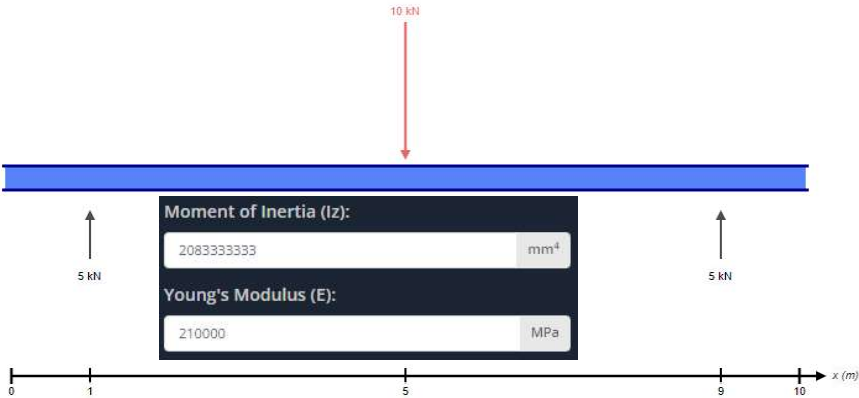 10 kN
Moment of Inertia (Iz):
2083333333 mm⁴
5 kN 5 kN
Young's Modulus (E):
210000 MPa
x (m)
0 1 5 9 10